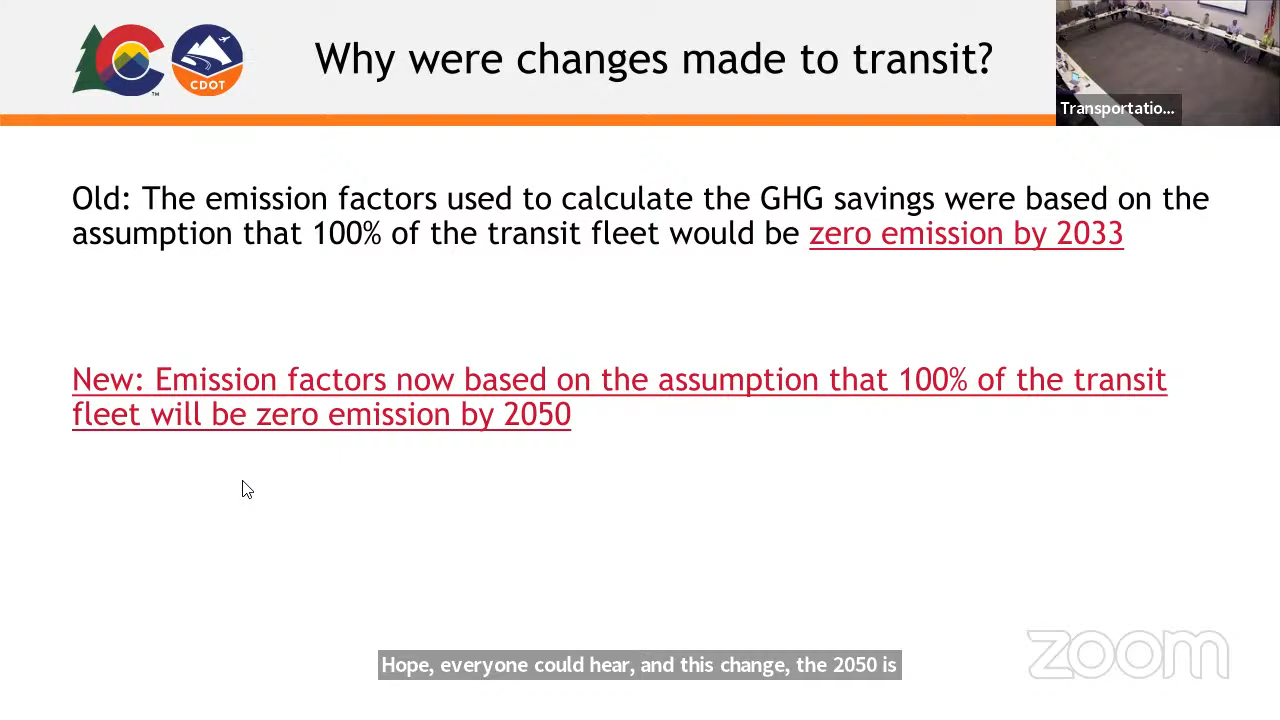 Why were changes made to transit?
CDOT
TM
Transportatio...
Old: The emission factors used to calculate the GHG savings were based on the
assumption that 100% of the transit fleet would be zero emission by 2033
New: Emission factors now based on the assumption that 100% of the transit
fleet will be zero emission by 2050
Hope, everyone could hear, and this change, the 2050 is
zoom